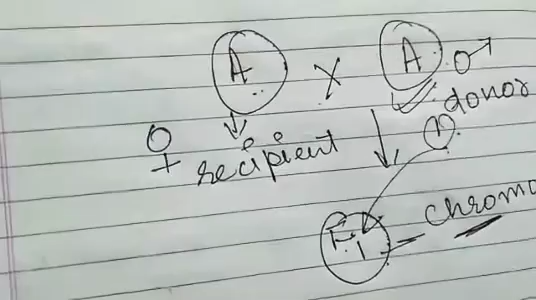 A X A ♂
donor
♀ recipient
F1 - chromo